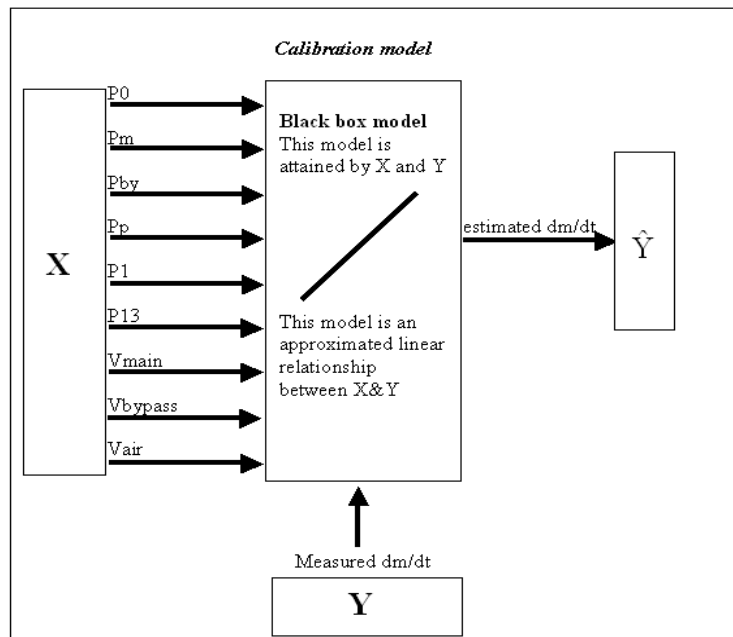 Calibration model
X
P0
Pm
Pby
Pp
P1
P13
Vmain
Vbypass
Vair
Black box model
This model is
attained by X and Y
This model is an
approximated linear
relationship
between X&Y
estimated dm/dt
Ŷ
Measured dm/dt
Y